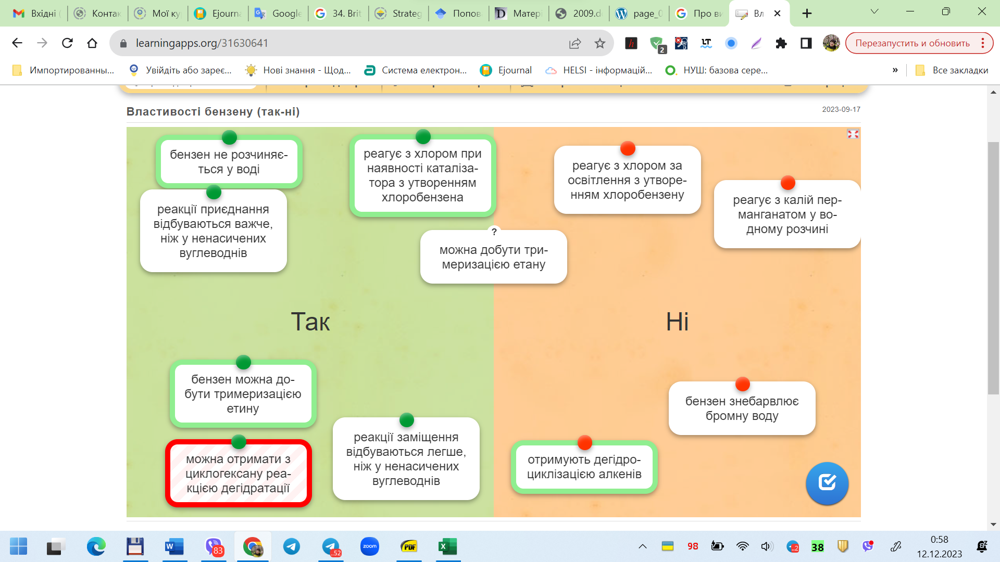 Вхідні (
Контак
Мої ку
Ejourna
Google
34. Brit
Strateg
Попов
Матері
2009.do
page_0
Про ви
Вл
learningapps.org/31630641
2
LT
Перезапустить и обновить
Импортированны...
Увійдіть або зареє...
Нові знання - Щод...
Система електрон...
Ejournal
HELSI - інформацій...
НУШ: базова сере...
»
Все закладки
Властивості бензену (так-ні)
2023-09-17
бензен не розчиняє-
ться у воді
реагує з хлором при
наявності каталіза-
тора з утворенням
хлоробензена
реагує з хлором за
освітлення з утворе-
нням хлоробензену
реагує з калій пер-
манганатом у во-
дному розчині
реакції приєднання
відбуваються важче,
ніж у ненасичених
вуглеводнів
?
можна добути три-
меризацією етану
Так
Ні
бензен можна до-
бути тримеризацією
етину
бензен знебарвлює
бромну воду
можна отримати з
циклогексану реа-
кцією дегідратації
реакції заміщення
відбуваються легше,
ніж у ненасичених
вуглеводнів
отримують дегідро-
циклізацією алкенів
W
83
52
zoom
PDF
X
98
38
0:58
12.12.2023